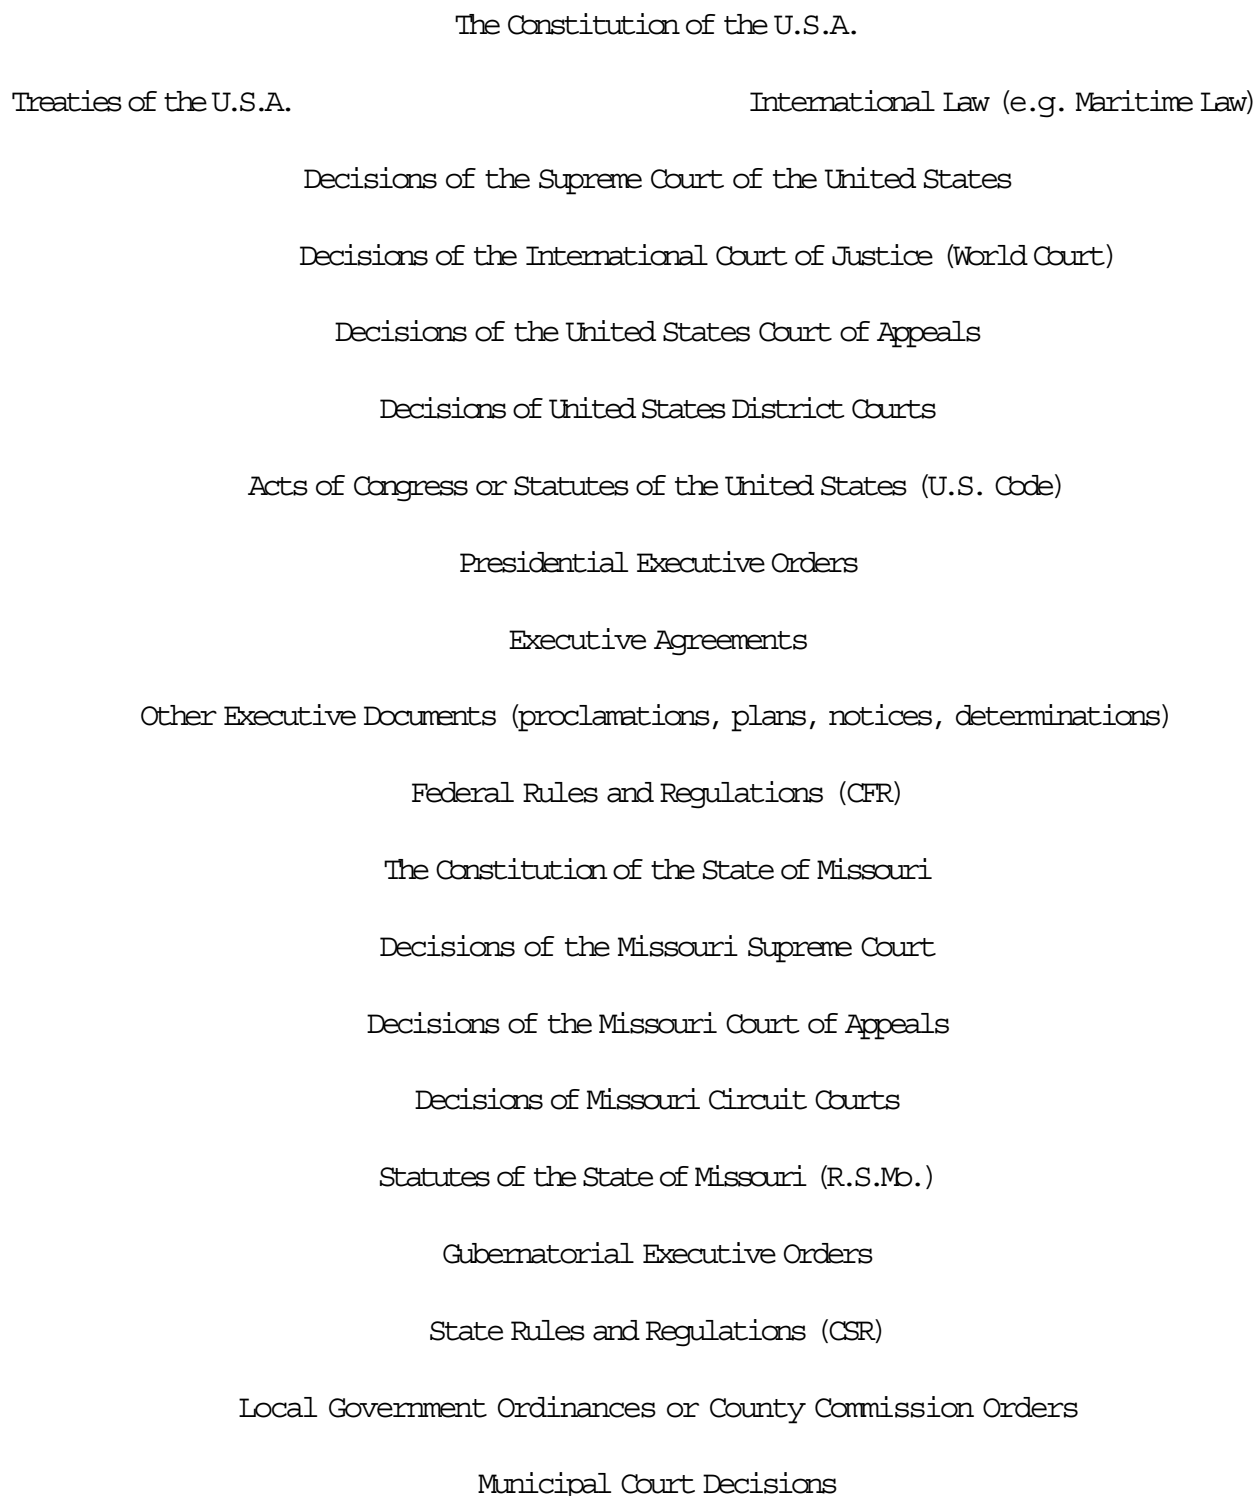 The Constitution of the U.S.A.
Treaties of the U.S.A. International Law (e.g. Maritime Law)
Decisions of the Supreme Court of the United States
Decisions of the International Court of Justice (World Court)
Decisions of the United States Court of Appeals
Decisions of United States District Courts
Acts of Congress or Statutes of the United States (U.S. Code)
Presidential Executive Orders
Executive Agreements
Other Executive Documents (proclamations, plans, notices, determinations)
Federal Rules and Regulations (CFR)
The Constitution of the State of Missouri
Decisions of the Missouri Supreme Court
Decisions of the Missouri Court of Appeals
Decisions of Missouri Circuit Courts
Statutes of the State of Missouri (R.S.Mo.)
Gubernatorial Executive Orders
State Rules and Regulations (CSR)
Local Government Ordinances or County Commission Orders
Municipal Court Decisions